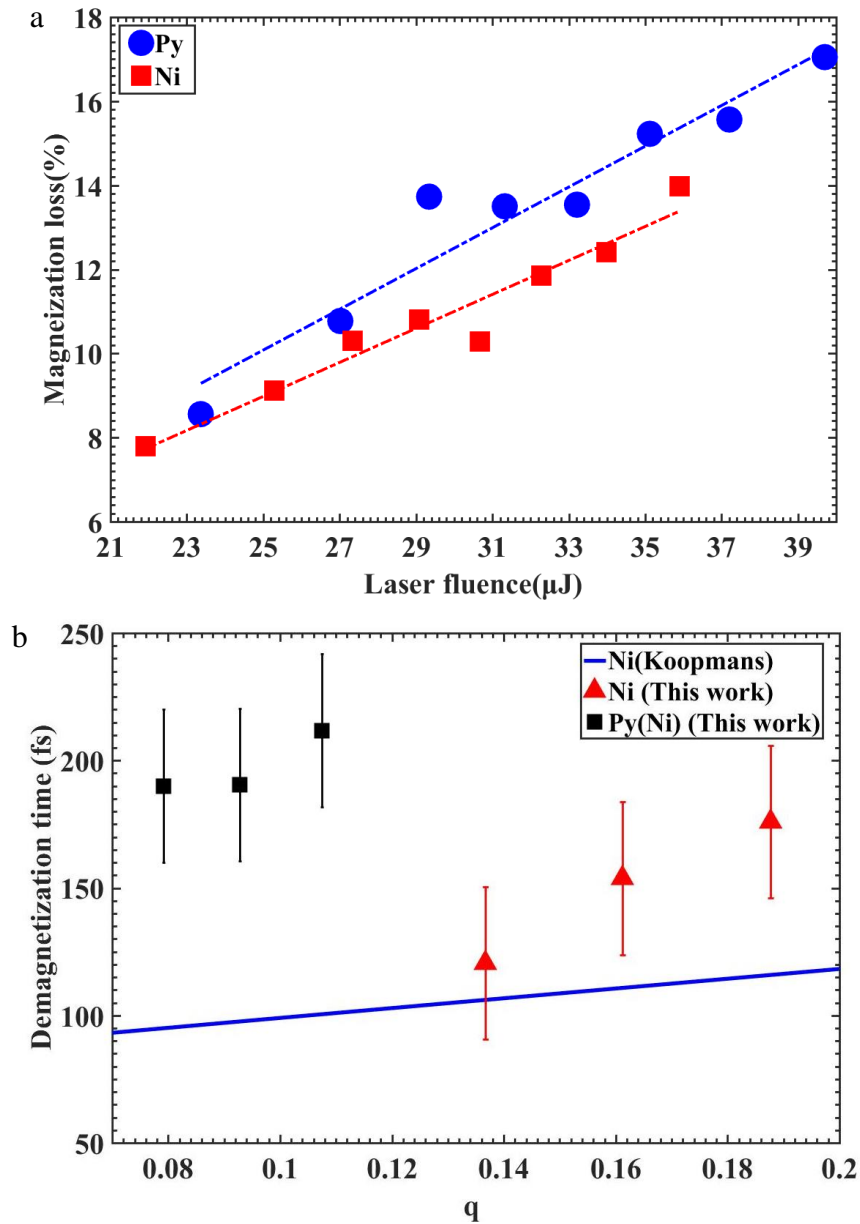 a
Py
Ni
18
16
14
12
10
8
6
Magneization loss(%)
21 23 25 27 29 31 33 35 37 39
Laser fluence(μJ)
b
250
200
150
100
50
Demagnetization time (fs)
Ni(Koopmans)
Ni (This work)
Py(Ni) (This work)
0.08 0.1 0.12 0.14 0.16 0.18 0.2
q